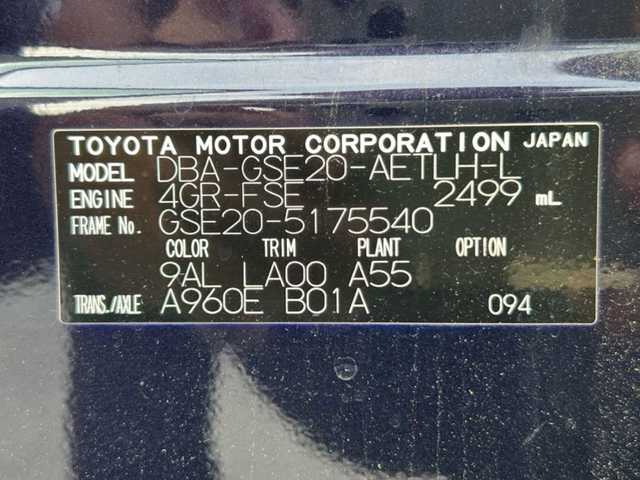 TOYOTA MOTOR CORPORATION JAPAN
MODEL DBA-GSE20-AETLH-L
ENGINE 4GR-FSE 2499 mL
FRAME No. GSE20-5175540
COLOR TRIM PLANT OPTION
9AL LA00 A55
TRANS./AXLE A960E B01A 094